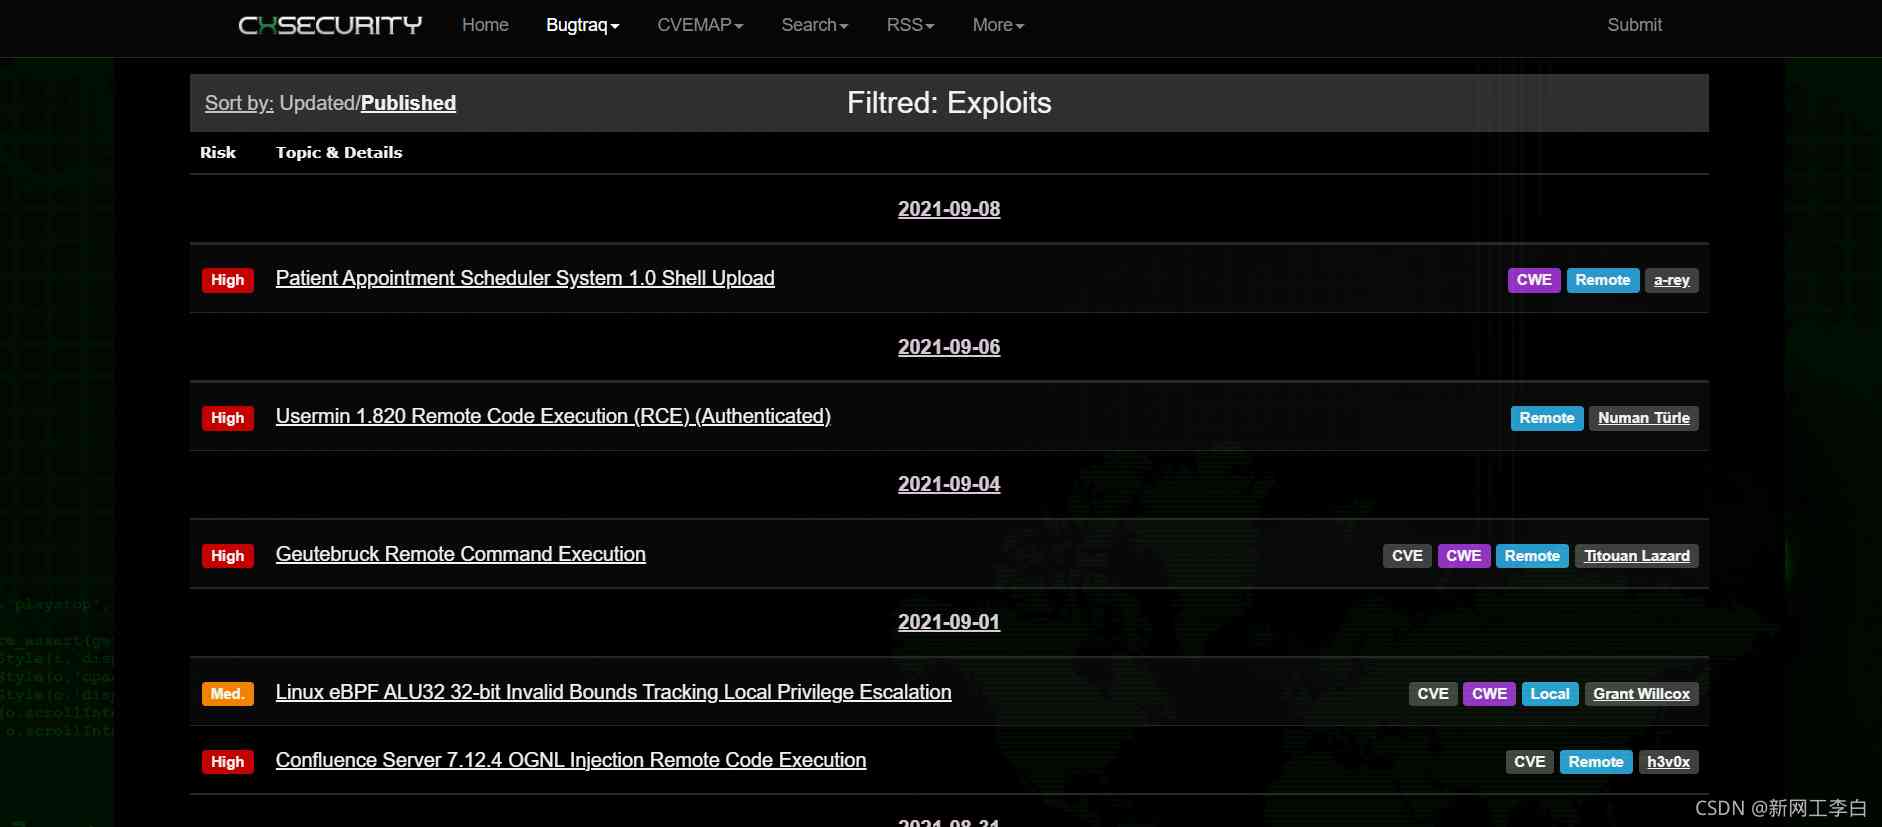 CXSECURITY Home Bugtraq CVEMAP Search RSS More Submit
Sort by: Updated/Published Filtred: Exploits
Risk Topic & Details
2021-09-08
High Patient Appointment Scheduler System 1.0 Shell Upload CWE Remote a-rey
2021-09-06
High Usermin 1.820 Remote Code Execution (RCE) (Authenticated) Remote Numan Türle
2021-09-04
High Geutebruck Remote Command Execution CVE CWE Remote Titouan Lazard
2021-09-01
Med. Linux eBPF ALU32 32-bit Invalid Bounds Tracking Local Privilege Escalation CVE CWE Local Grant Willcox
High Confluence Server 7.12.4 OGNL Injection Remote Code Execution CVE Remote h3v0x
2021-08-31
CSDN @新网工李白